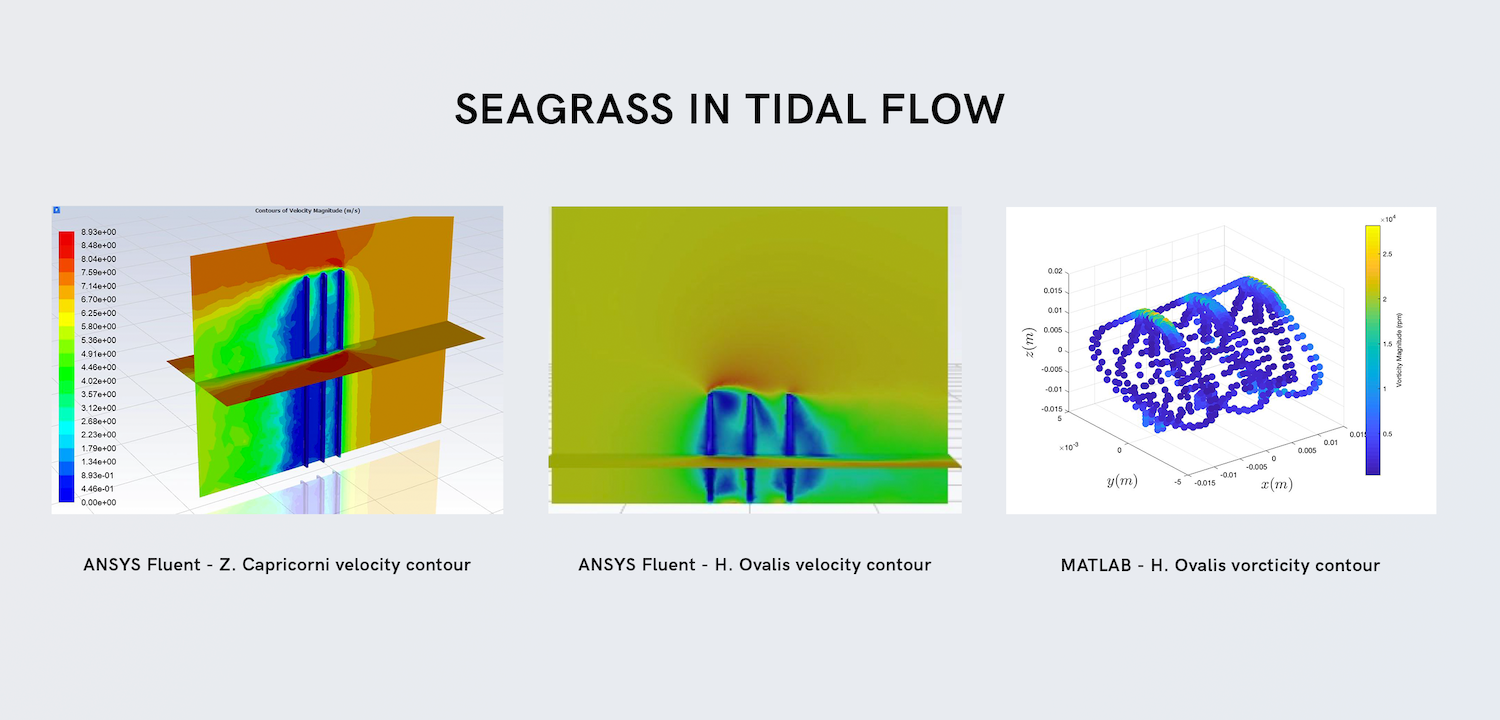 SEAGRASS IN TIDAL FLOW
Contours of Velocity Magnitude (m/s)
8.93e+00
8.48e+00
8.04e+00
7.59e+00
7.14e+00
6.70e+00
6.25e+00
5.80e+00
5.36e+00
4.91e+00
4.46e+00
4.02e+00
3.57e+00
3.12e+00
2.68e+00
2.23e+00
1.79e+00
1.34e+00
8.93e-01
4.46e-01
0.00e+00
×10⁴
2.5
2
1.5
1
0.5
Vorticity Magnitude (rpm)
0.02
0.015
0.01
0.005
0
-0.005
-0.01
-0.015
z(m)
5
×10⁻³
0
-5
y(m)
-0.015
-0.01
-0.005
0
0.005
0.01
0.015
x(m)
ANSYS Fluent - Z. Capricorni velocity contour
ANSYS Fluent - H. Ovalis velocity contour
MATLAB - H. Ovalis vorcticity contour